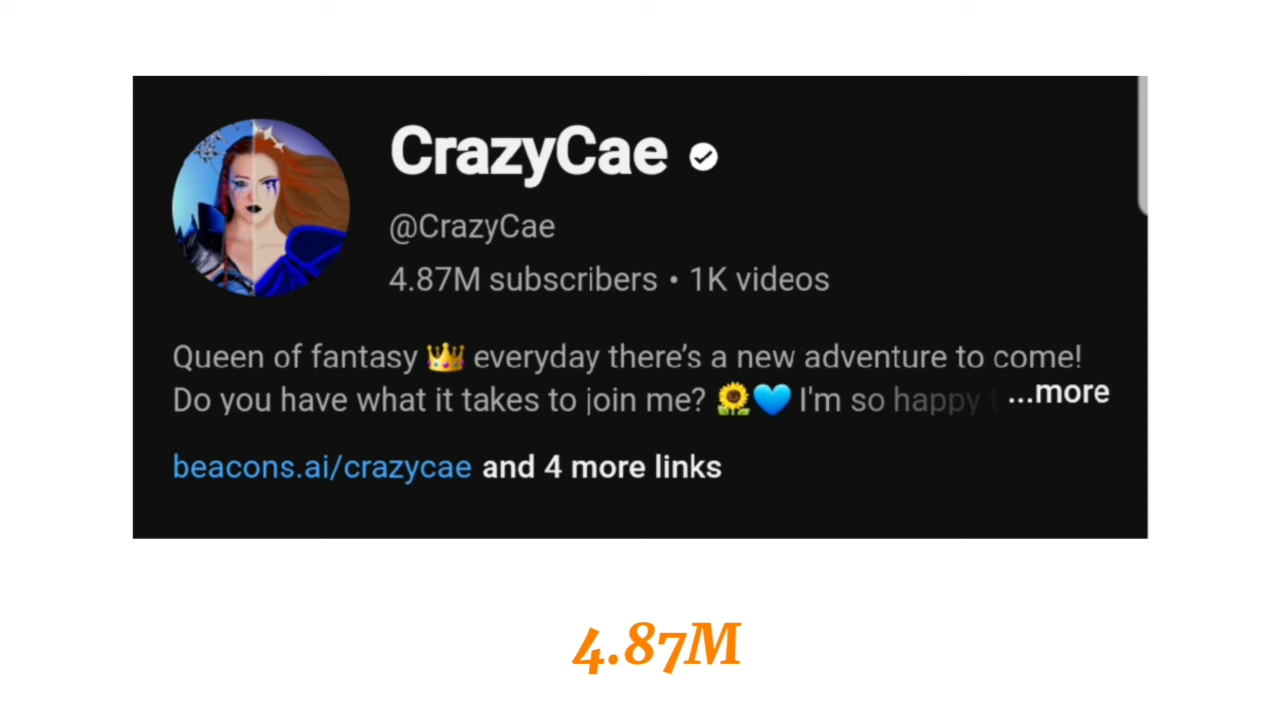 CrazyCae
@CrazyCae
4.87M subscribers • 1K videos
Queen of fantasy 👑 everyday there’s a new adventure to come!
Do you have what it takes to join me? 🌻💙 I'm so happy t ...more
beacons.ai/crazycae and 4 more links
4.87M